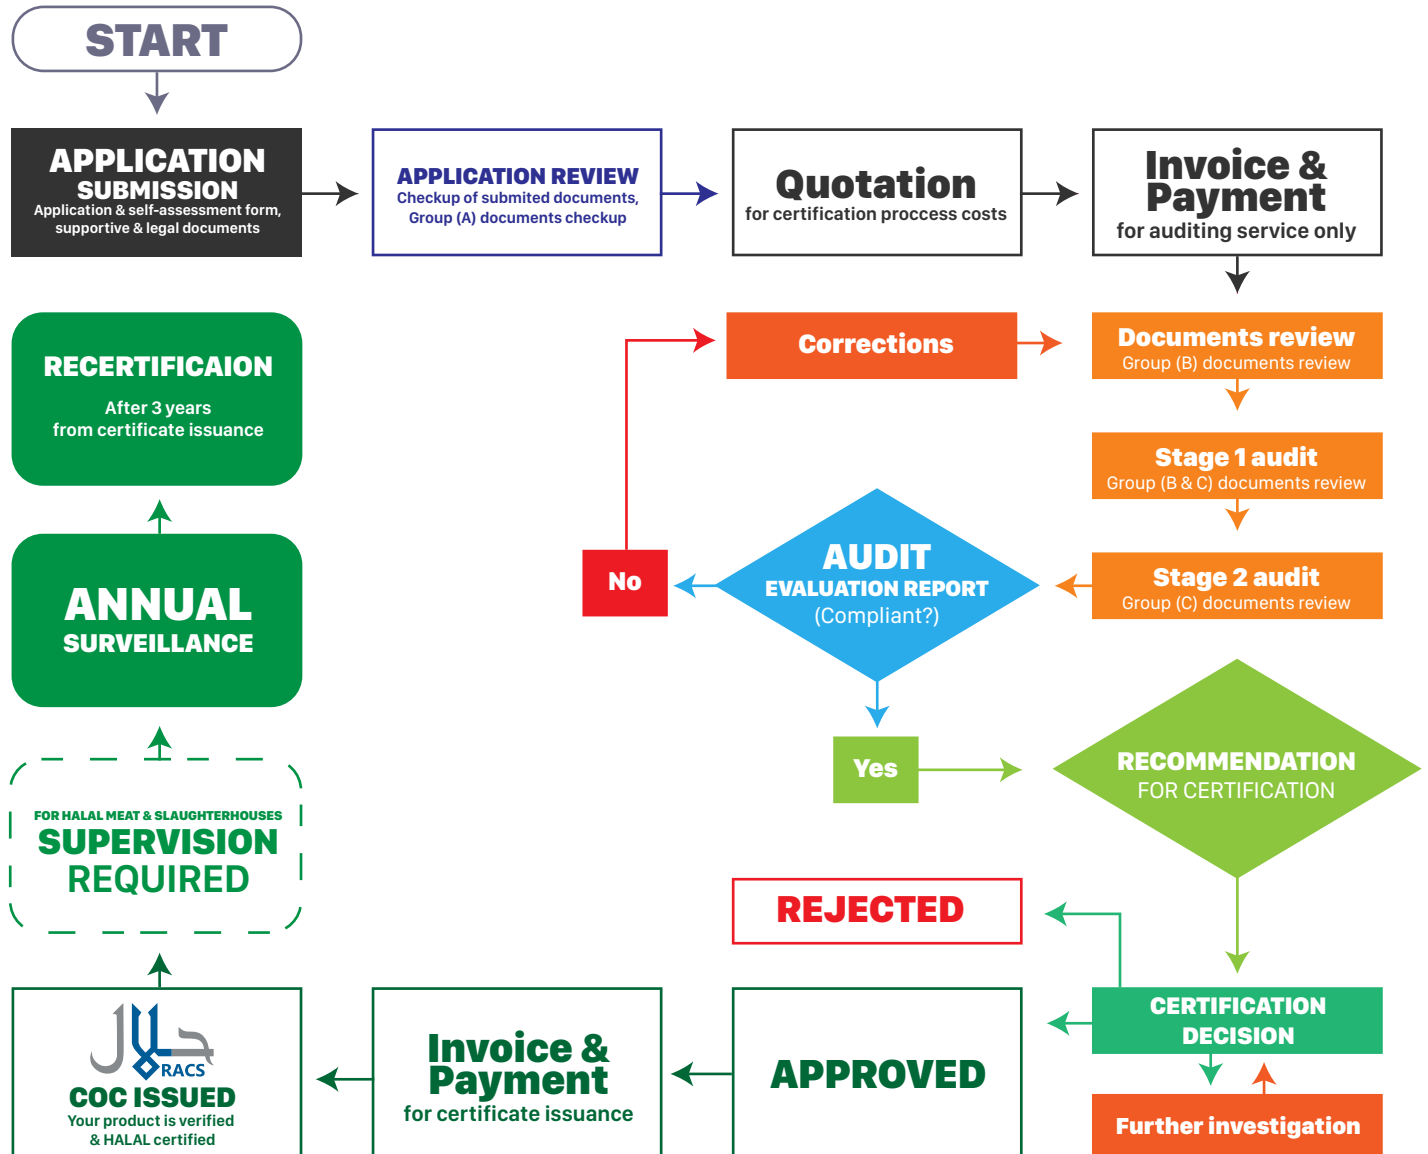 START
APPLICATION
SUBMISSION
Application & self-assessment form,
supportive & legal documents
APPLICATION REVIEW
Checkup of submited documents,
Group (A) documents checkup
Quotation
for certification proccess costs
Invoice &
Payment
for auditing service only
RECERTIFICAION
After 3 years
from certificate issuance
Corrections
Documents review
Group (B) documents review
Stage 1 audit
Group (B & C) documents review
Stage 2 audit
Group (C) documents review
AUDIT
EVALUATION REPORT
(Compliant?)
No
Yes
ANNUAL
SURVEILLANCE
RECOMMENDATION
FOR CERTIFICATION
FOR HALAL MEAT & SLAUGHTERHOUSES
SUPERVISION
REQUIRED
REJECTED
CERTIFICATION
DECISION
Further investigation
APPROVED
Invoice &
Payment
for certificate issuance
حلال
RACS
COC ISSUED
Your product is verified
& HALAL certified